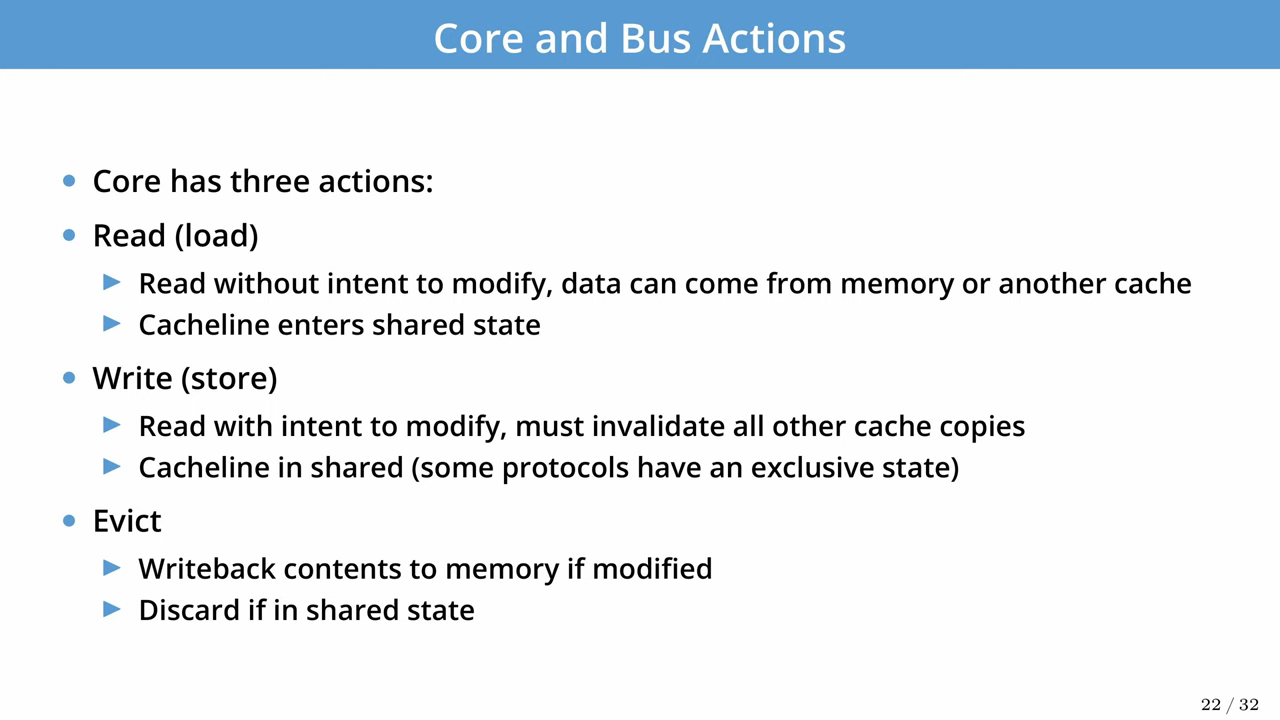 Core and Bus Actions
Core has three actions:
Read (load)
Read without intent to modify, data can come from memory or another cache
Cacheline enters shared state
Write (store)
Read with intent to modify, must invalidate all other cache copies
Cacheline in shared (some protocols have an exclusive state)
Evict
Writeback contents to memory if modified
Discard if in shared state
22 / 32